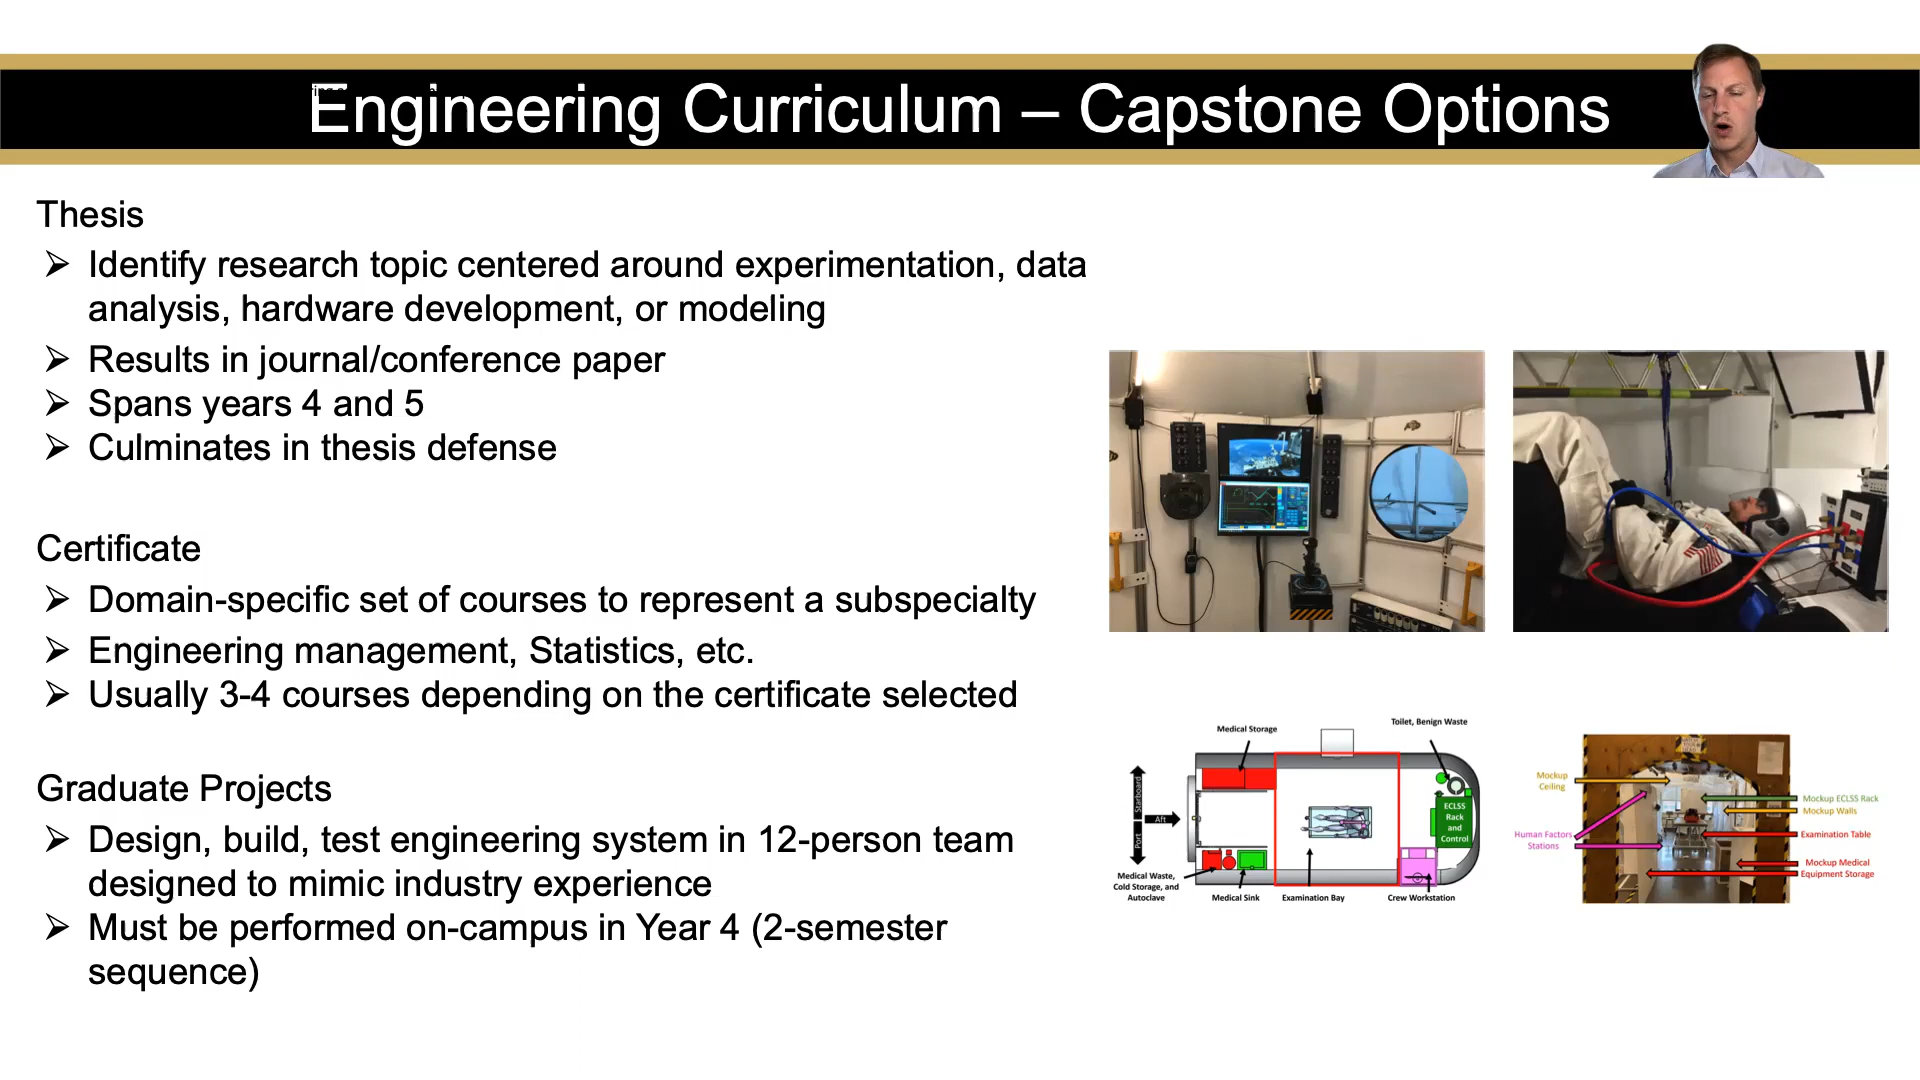 Engineering Curriculum – Capstone Options
Thesis
➢ Identify research topic centered around experimentation, data
analysis, hardware development, or modeling
➢ Results in journal/conference paper
➢ Spans years 4 and 5
➢ Culminates in thesis defense
Certificate
➢ Domain-specific set of courses to represent a subspecialty
➢ Engineering management, Statistics, etc.
➢ Usually 3-4 courses depending on the certificate selected
Graduate Projects
➢ Design, build, test engineering system in 12-person team
designed to mimic industry experience
➢ Must be performed on-campus in Year 4 (2-semester
sequence)
Medical Storage
Toilet, Benign Waste
Starboard
Aft
Port
ECLSS
Rack
and
Control
Medical Waste,
Cold Storage, and
Autoclave
Medical Sink
Examination Bay
Crew Workstation
Mockup
Ceiling
Human Factors
Stations
Mockup ECLSS Rack
Mockup Walls
Examination Table
Mockup Medical
Equipment Storage